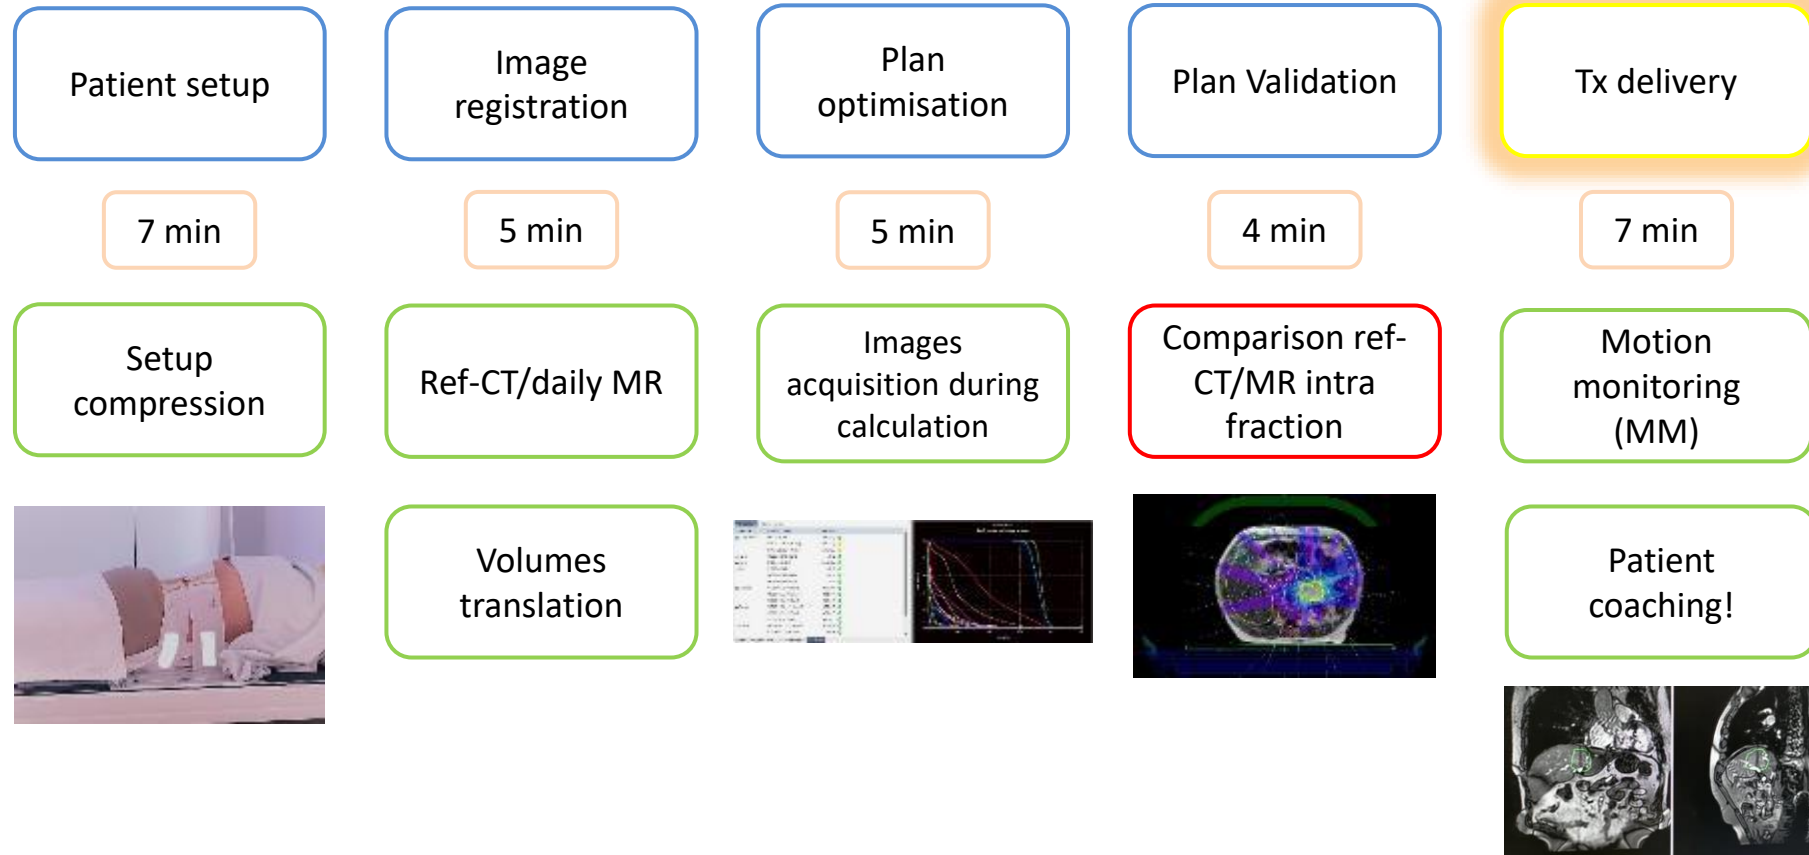 Patient setup
Image
registration
Plan
optimisation
Plan Validation
Tx delivery
7 min
5 min
5 min
4 min
7 min
Setup
compression
Ref-CT/daily MR
Images
acquisition during
calculation
Comparison ref-
CT/MR intra
fraction
Motion
monitoring
(MM)
Volumes
translation
Patient
coaching!